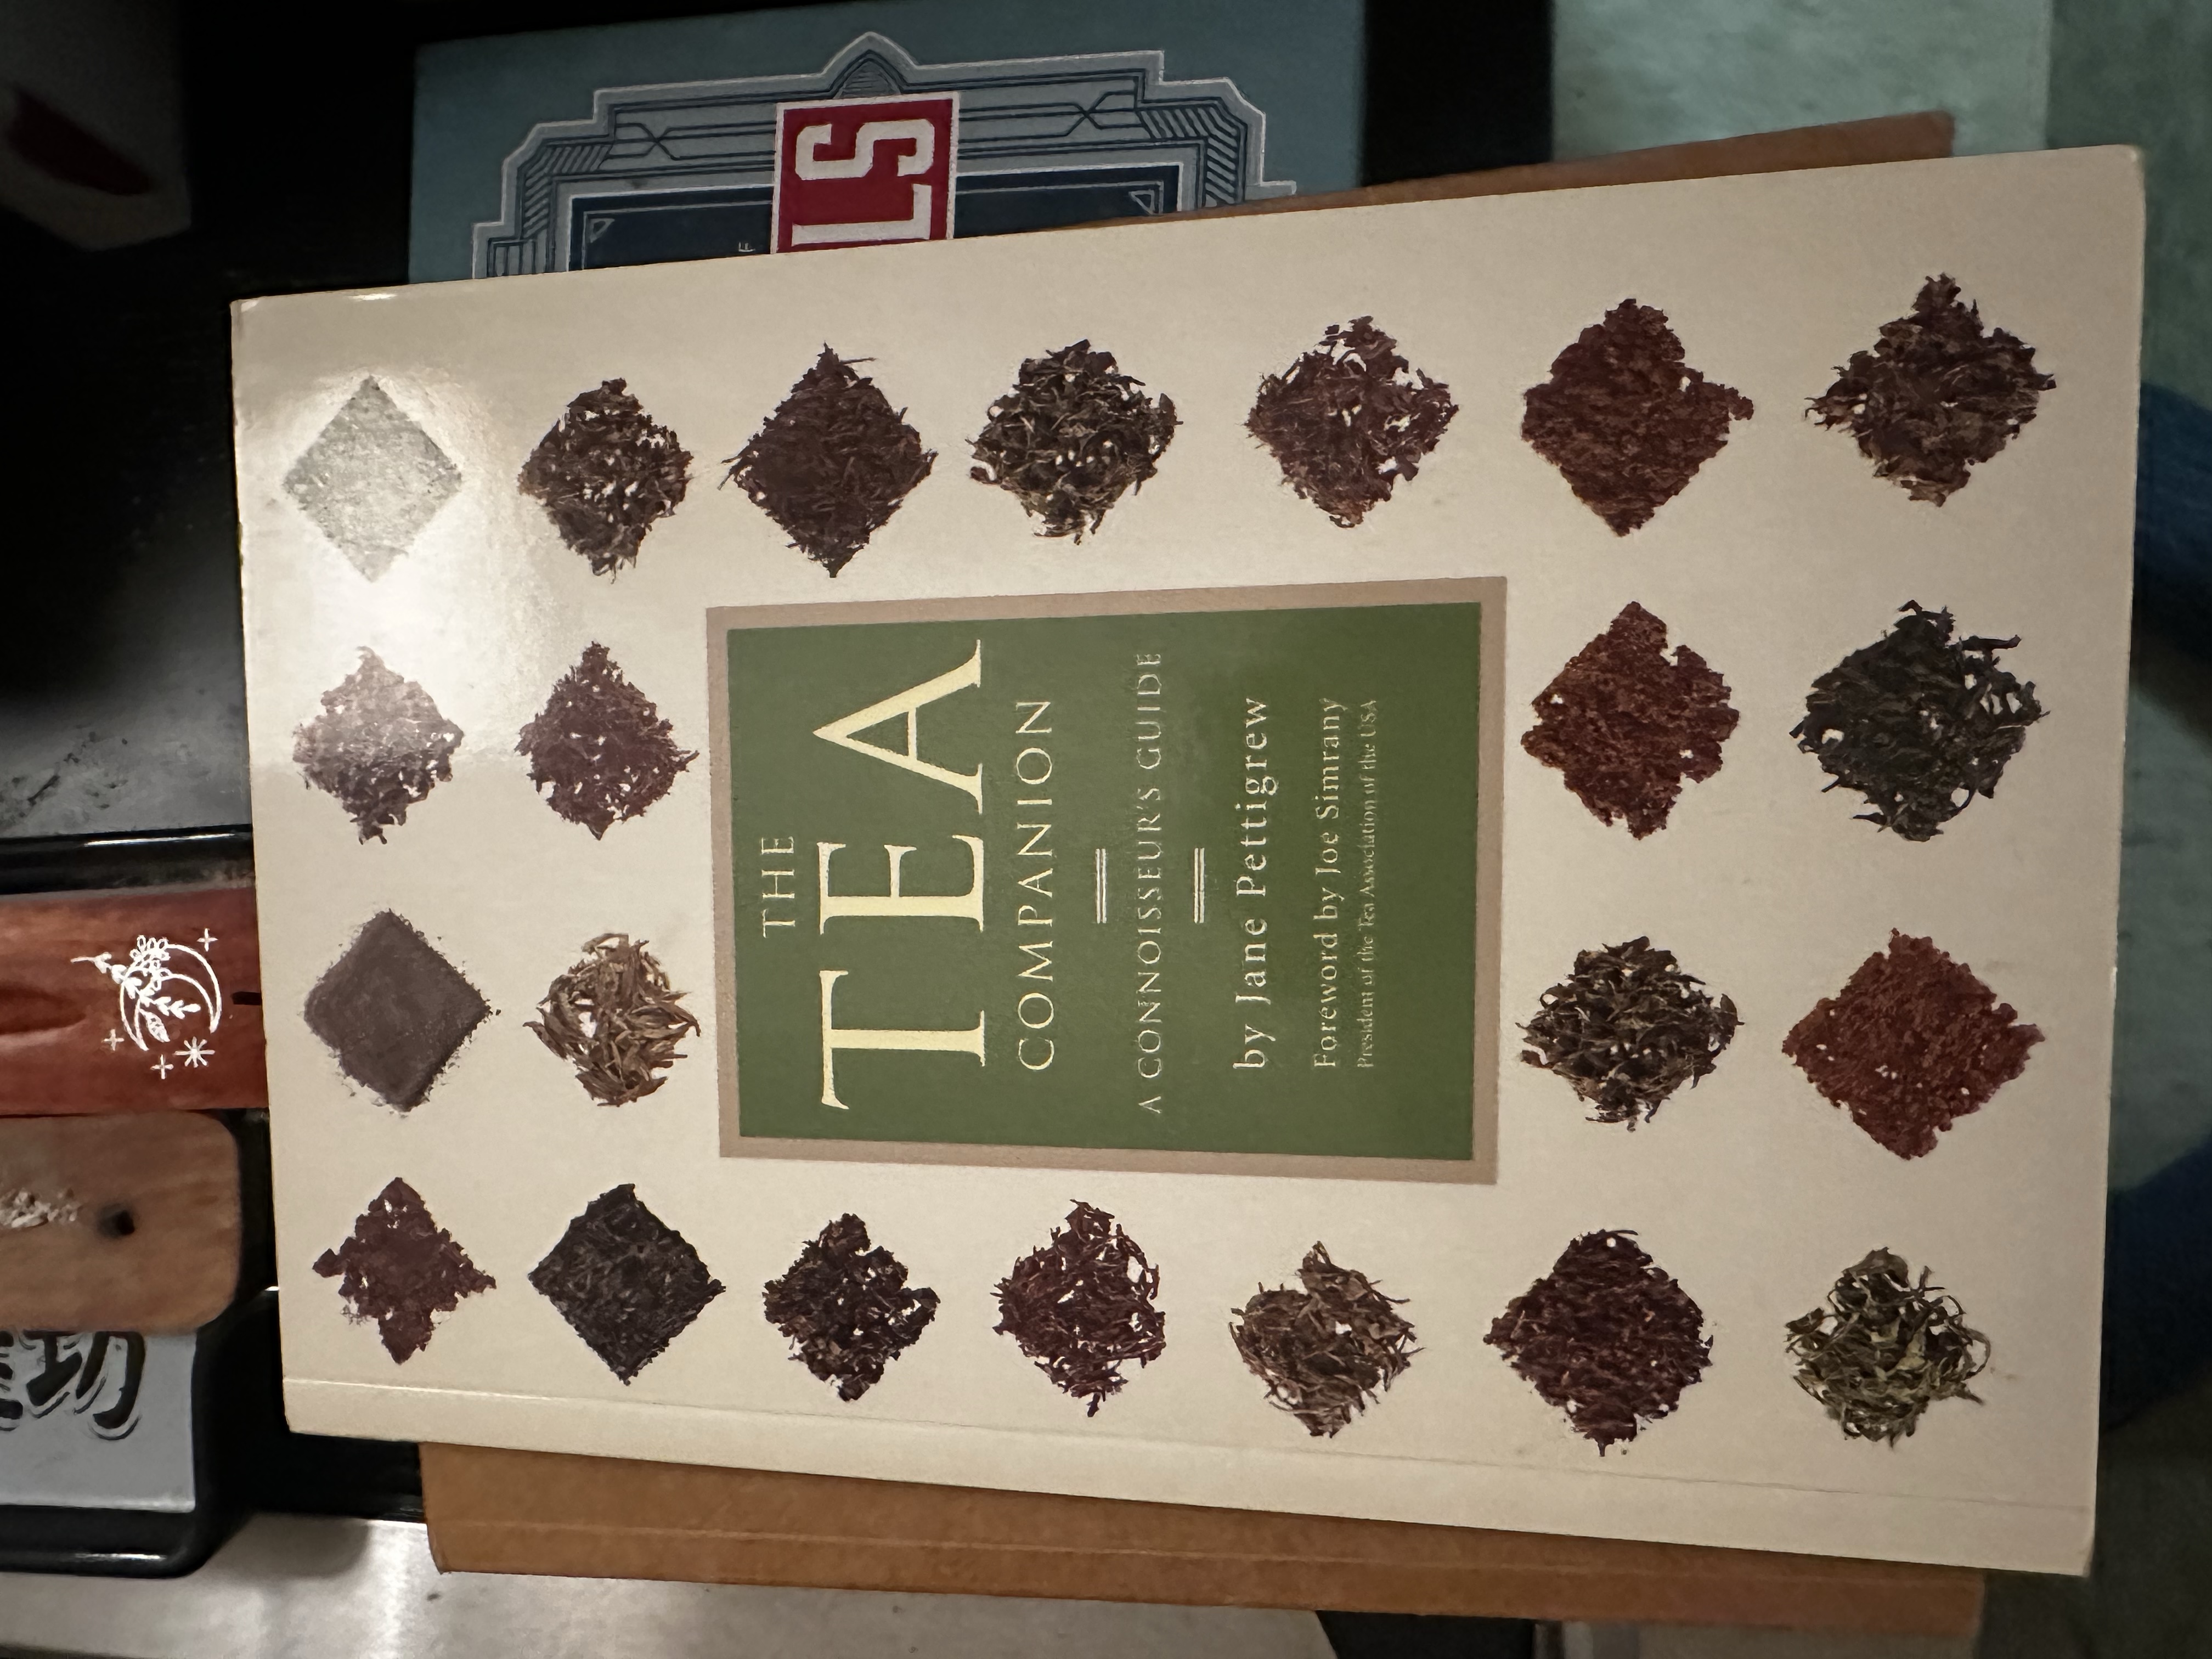 THE
TEA
COMPANION
A CONNOISSEUR'S GUIDE
by Jane Pettigrew
Foreword by Joe Simrany
President of the Tea Association of the USA
F
LS